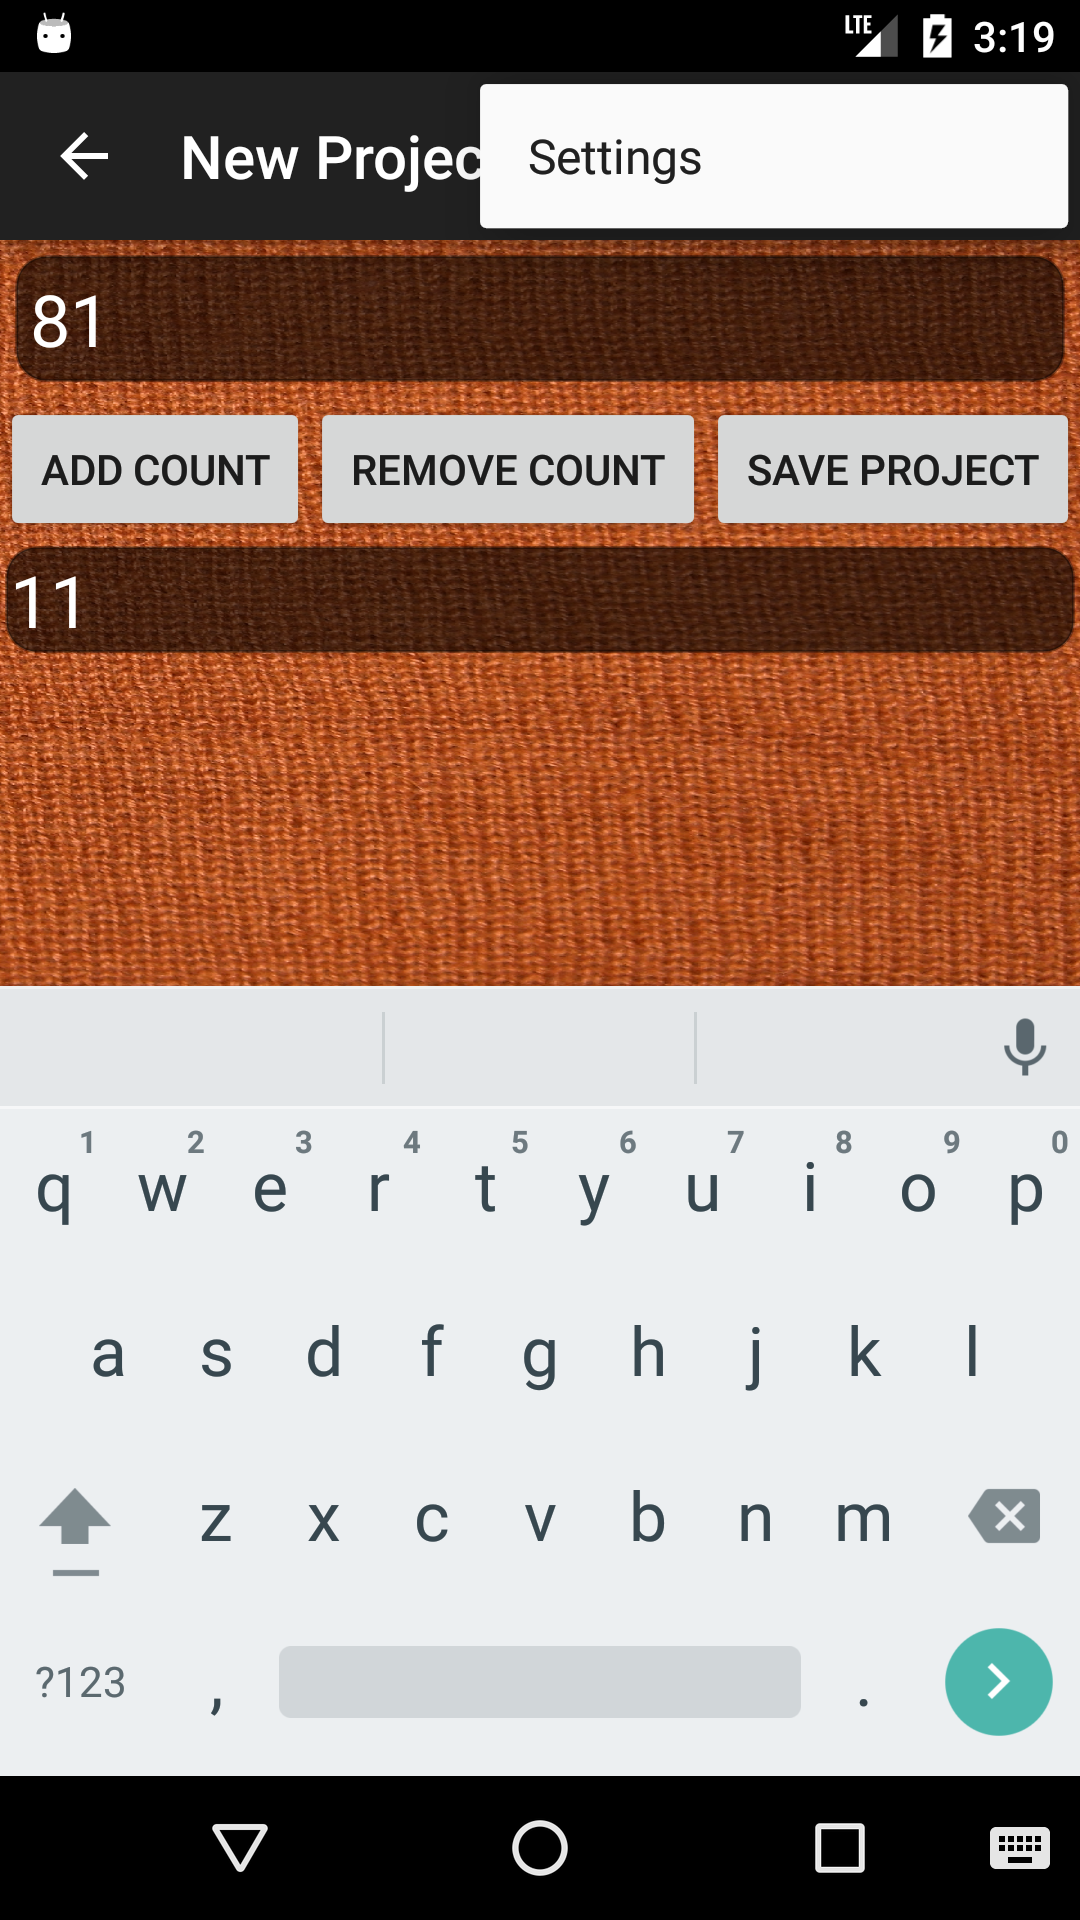 LTE 3:19
New Projec
Settings
81
ADD COUNT REMOVE COUNT SAVE PROJECT
11
1 2 3 4 5 6 7 8 9 0
q w e r t y u i o p
a s d f g h j k l
z x c v b n m
?123 , .